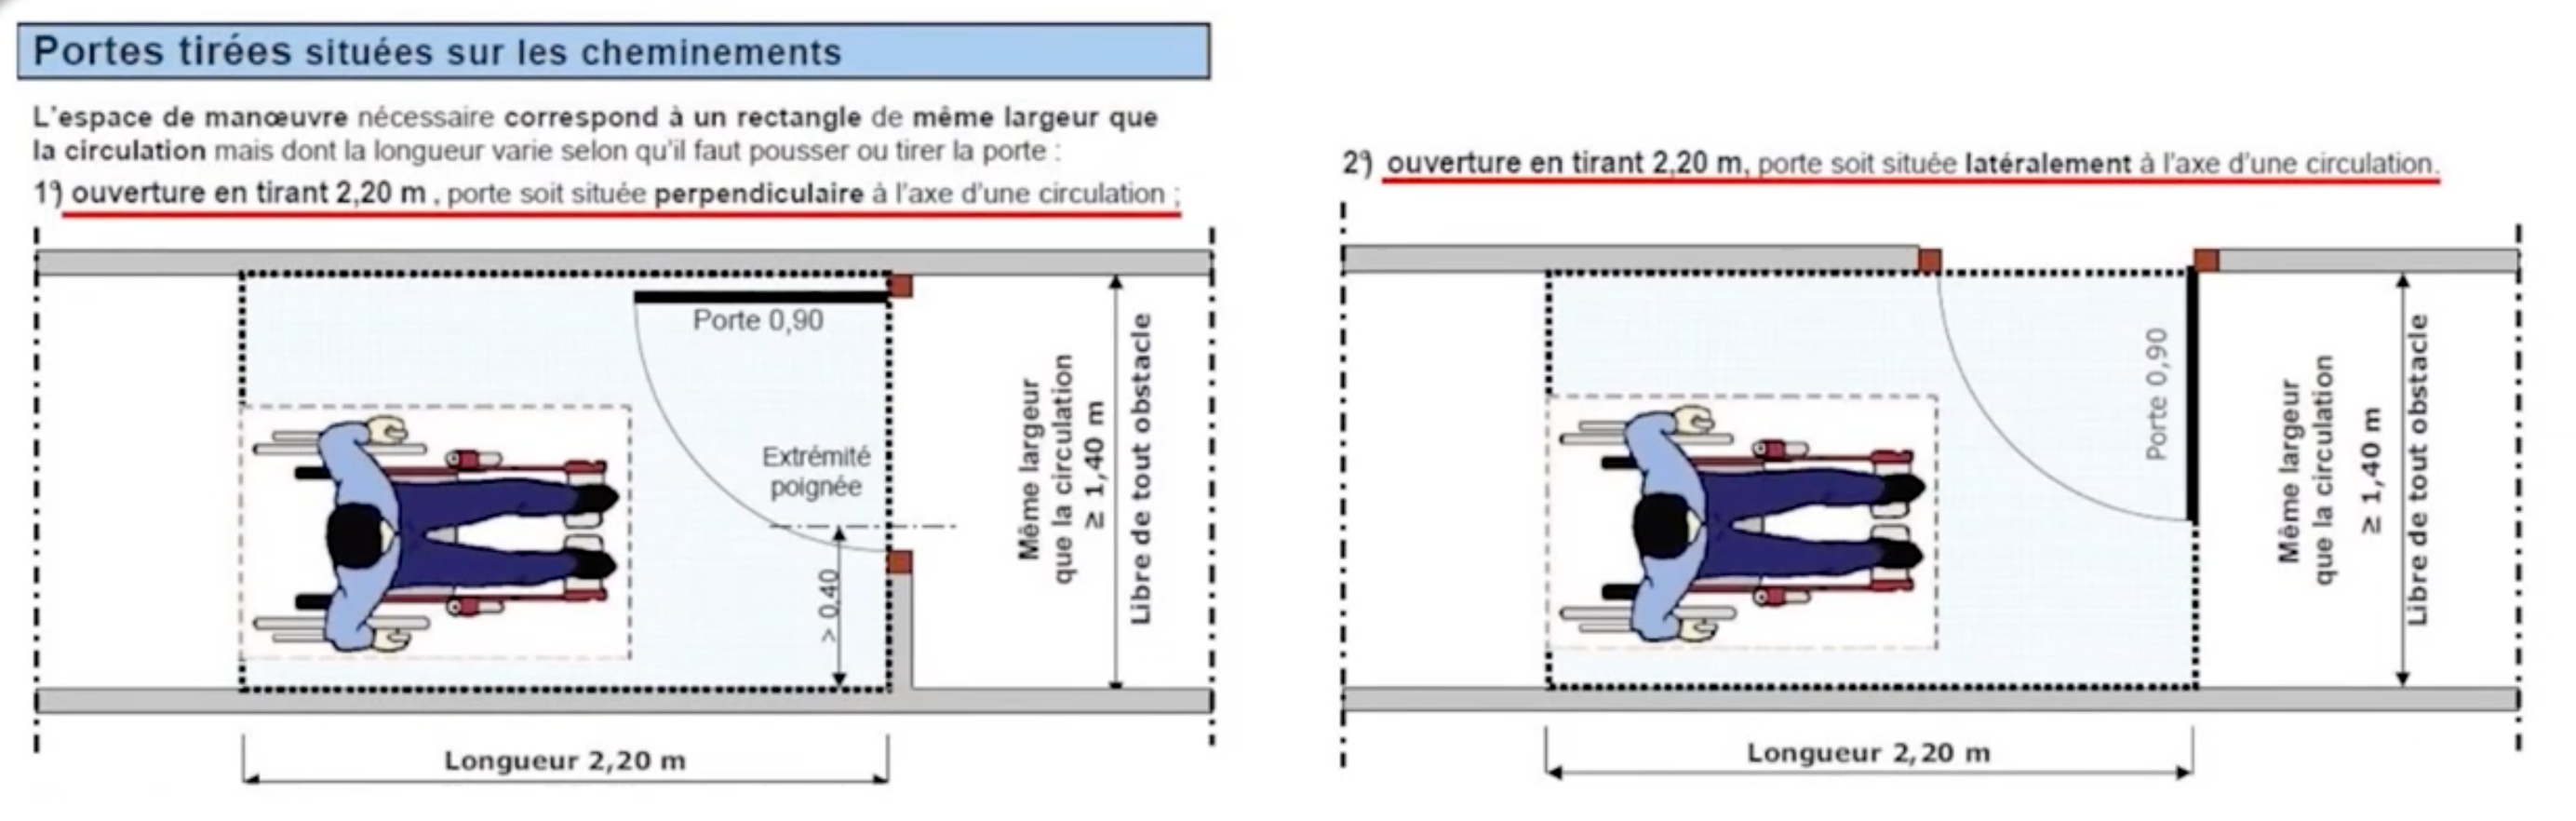 Portes tirées situées sur les cheminements
L'espace de manœuvre nécessaire correspond à un rectangle de même largeur que
la circulation mais dont la longueur varie selon qu'il faut pousser ou tirer la porte :
1°) ouverture en tirant 2,20 m , porte soit située perpendiculaire à l'axe d'une circulation ;
Porte 0,90
Extrémité
poignée
> 0,40
Même largeur
que la circulation
≥ 1,40 m
Libre de tout obstacle
Longueur 2,20 m
2°) ouverture en tirant 2,20 m, porte soit située latéralement à l'axe d'une circulation.
Porte 0,90
Même largeur
que la circulation
≥ 1,40 m
Libre de tout obstacle
Longueur 2,20 m